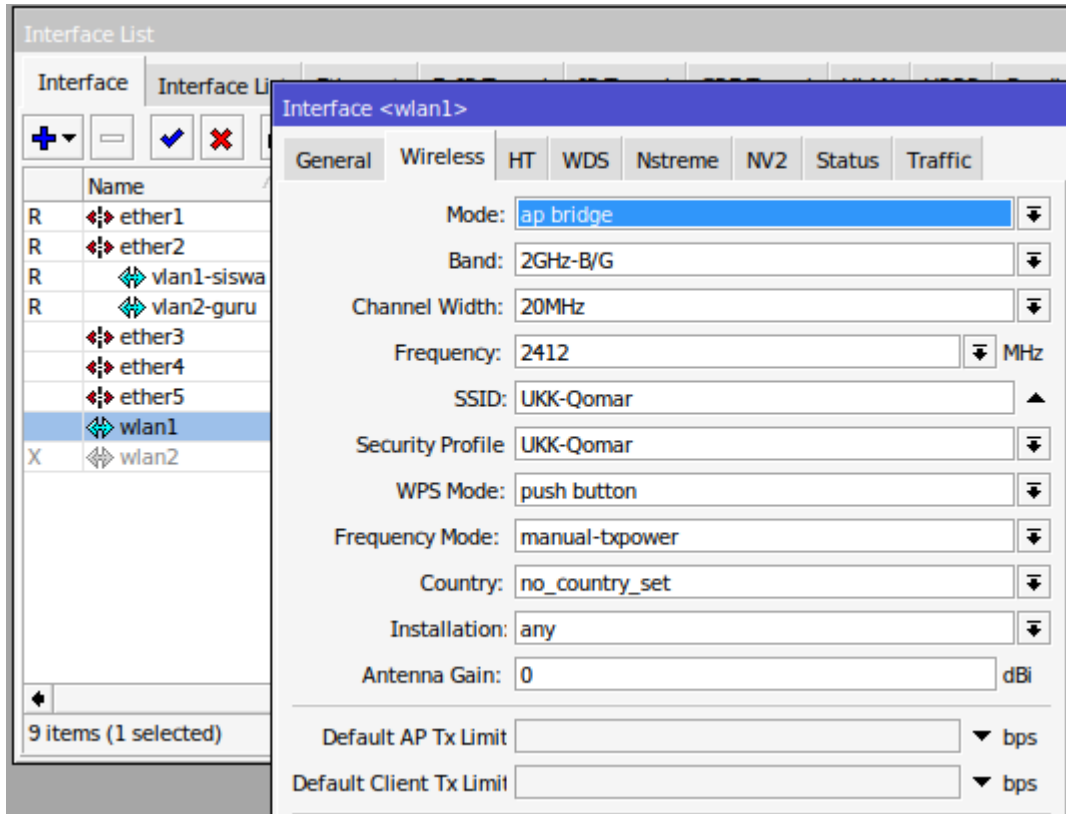 Interface List
Interface Interface Li
Name
R ether1
R ether2
R vlan1-siswa
R vlan2-guru
ether3
ether4
ether5
wlan1
X wlan2
9 items (1 selected)
Interface <wlan1>
General Wireless HT WDS Nstreme NV2 Status Traffic
Mode: ap bridge
Band: 2GHz-B/G
Channel Width: 20MHz
Frequency: 2412 MHz
SSID: UKK-Qomar
Security Profile UKK-Qomar
WPS Mode: push button
Frequency Mode: manual-txpower
Country: no_country_set
Installation: any
Antenna Gain: 0 dBi
Default AP Tx Limit bps
Default Client Tx Limit bps